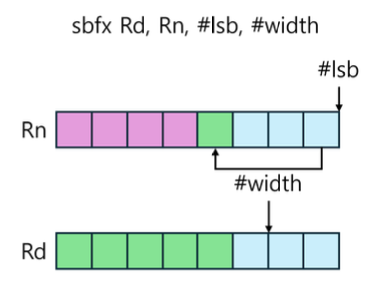 sbfx Rd, Rn, #lsb, #width
#lsb
Rn
#width
Rd